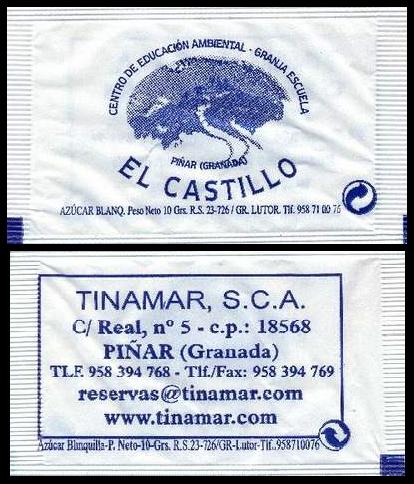 CENTRO DE EDUCACIÓN AMBIENTAL - GRANJA ESCUELA
PIÑAR (GRANADA)
EL CASTILLO
AZÚCAR BLANQ. Peso Neto 10 Grs. R.S. 23-726 / GR. LUTOR. Tlf. 958 71 00 76
TINAMAR, S.C.A.
C/ Real, nº 5 - c.p.: 18568
PIÑAR (Granada)
TLF. 958 394 768 - Tlf./Fax: 958 394 769
reservas@tinamar.com
www.tinamar.com
Azúcar Blanquilla-P. Neto-10-Grs. R.S.23-726/GR-Lutor-Tlf..958710076